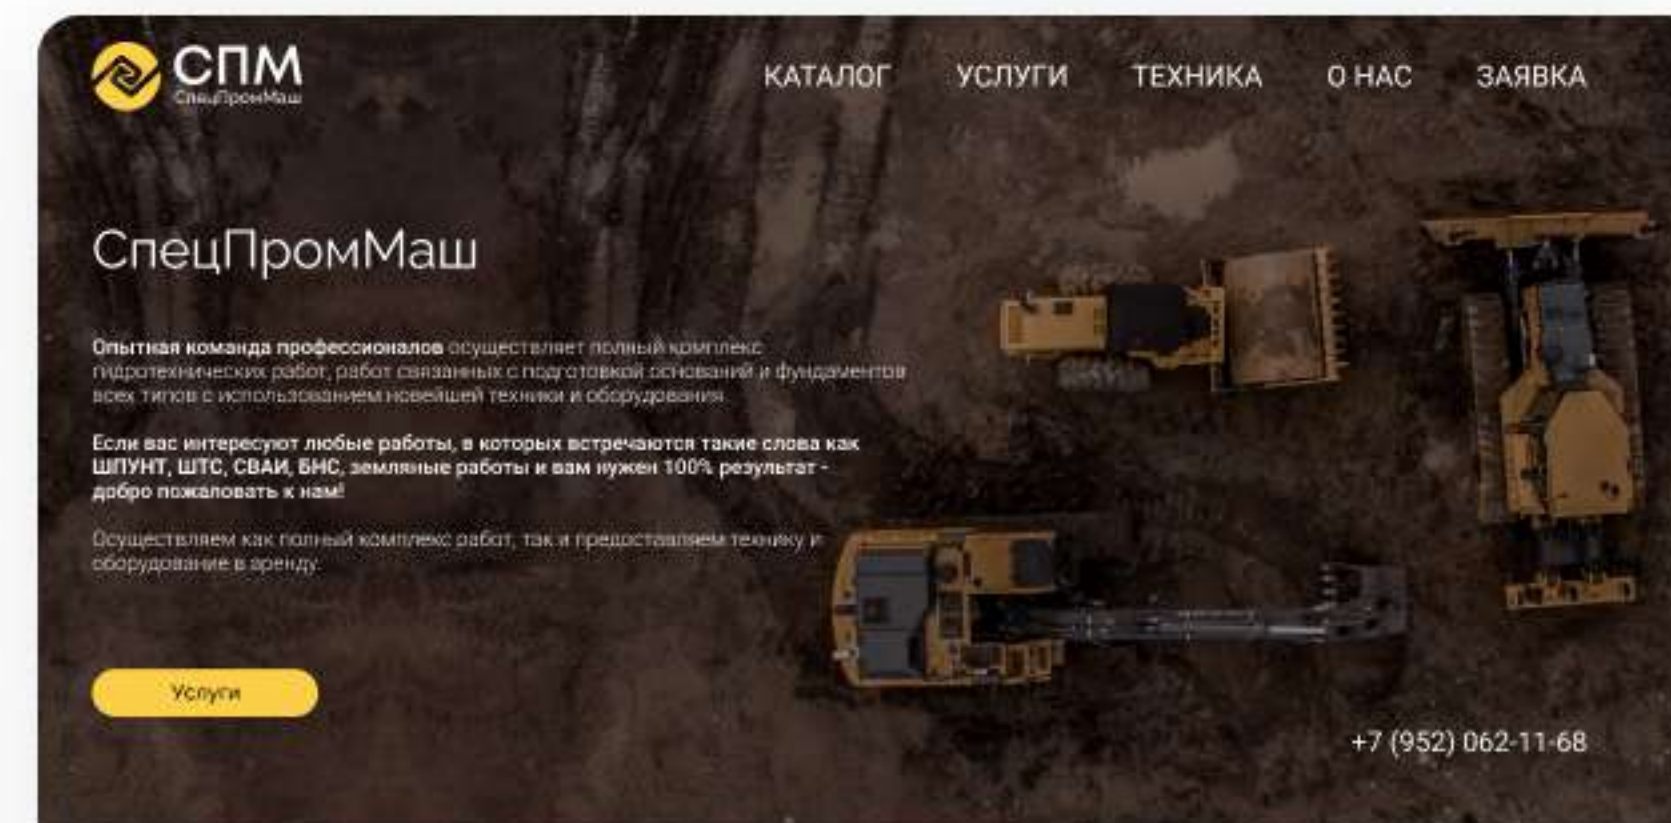 СПМ
СпецПромМаш
КАТАЛОГ УСЛУГИ ТЕХНИКА О НАС ЗАЯВКА
СпецПромМаш
Опытная команда профессионалов осуществляет полный комплекс
гидротехнических работ, работ связанных с подготовкой оснований и фундаментов
всех типов с использованием новейшей техники и оборудования.
Если вас интересуют любые работы, в которых встречаются такие слова как
ШПУНТ, ШТС, СВАИ, БНС, земляные работы и вам нужен 100% результат -
добро пожаловать к нам!
Осуществляем как полный комплекс работ, так и предоставляем технику и
оборудование в аренду.
Услуги
+7 (952) 062-11-68